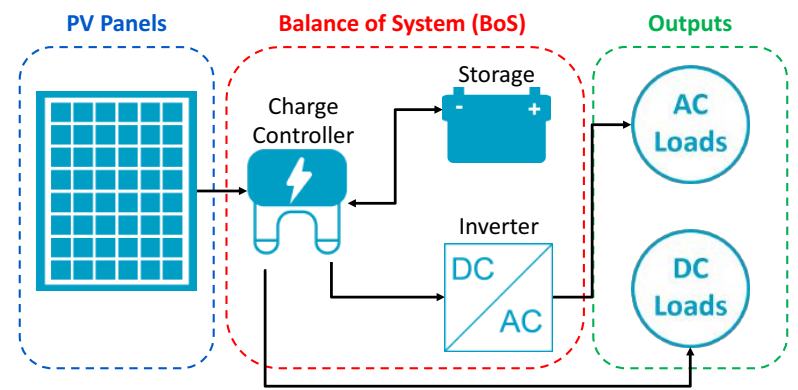 PV Panels
Balance of System (BoS)
Outputs
Storage
- +
Charge
Controller
AC
Loads
Inverter
DC
AC
DC
Loads